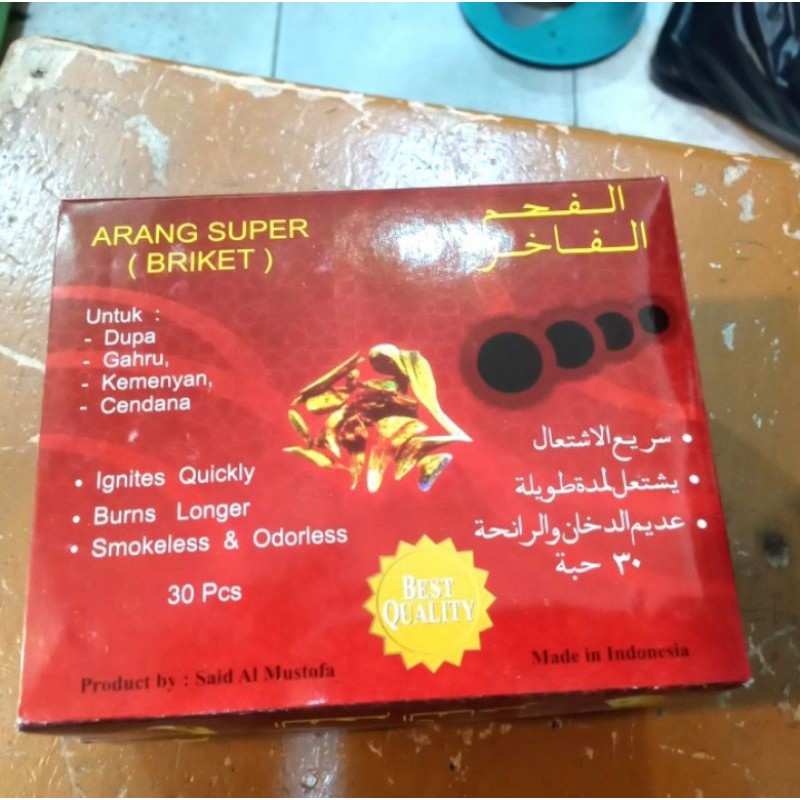 ARANG SUPER
( BRIKET )
الفحم
الفاخر
Untuk :
- Dupa
- Gahru,
- Kemenyan,
- Cendana
• Ignites Quickly
• Burns Longer
• Smokeless & Odorless
30 Pcs
• سريع الاشتعال
• يشتعل لمدة طويلة
• عديم الدخان والرائحة
٣٠ حبة
BEST
QUALITY
Product by : Said Al Mustofa
Made in Indonesia